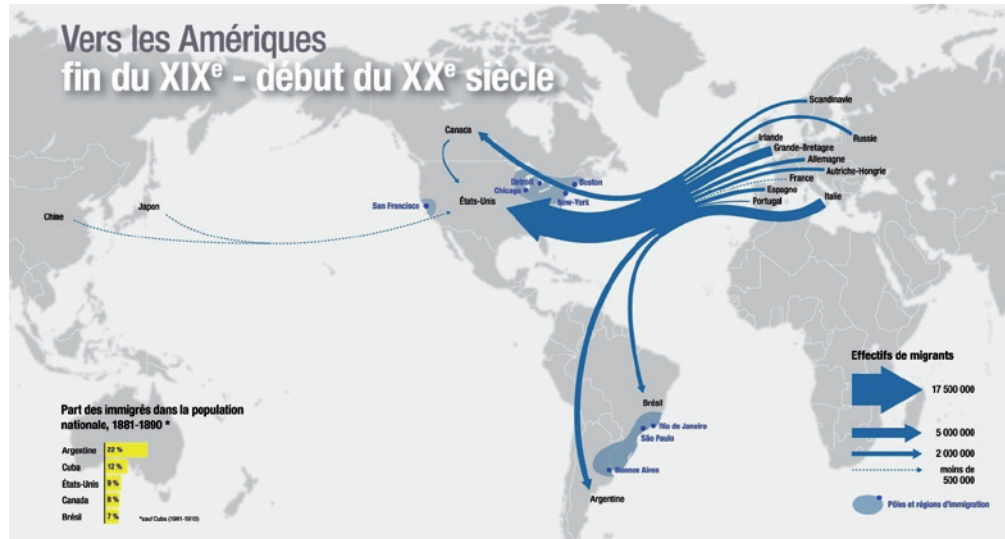 Vers les Amériques
fin du XIXe - début du XXe siècle
Scandinavie
Canada
Irlande
Russie
Grande-Bretagne
Allemagne
Detroit
Boston
Autriche-Hongrie
Chicago
France
États-Unis
New-York
Espagne
Italie
Portugal
San Francisco
Japon
Chine
Effectifs de migrants
17 500 000
5 000 000
2 000 000
moins de
500 000
Pôles et régions d'immigration
Brésil
Rio de Janeiro
São Paulo
Buenos Aires
Argentine
Part des immigrés dans la population
nationale, 1881-1890 *
Argentine 22 %
Cuba 12 %
États-Unis 9 %
Canada 8 %
Brésil 7 %
*sauf Cuba (1981-1910)